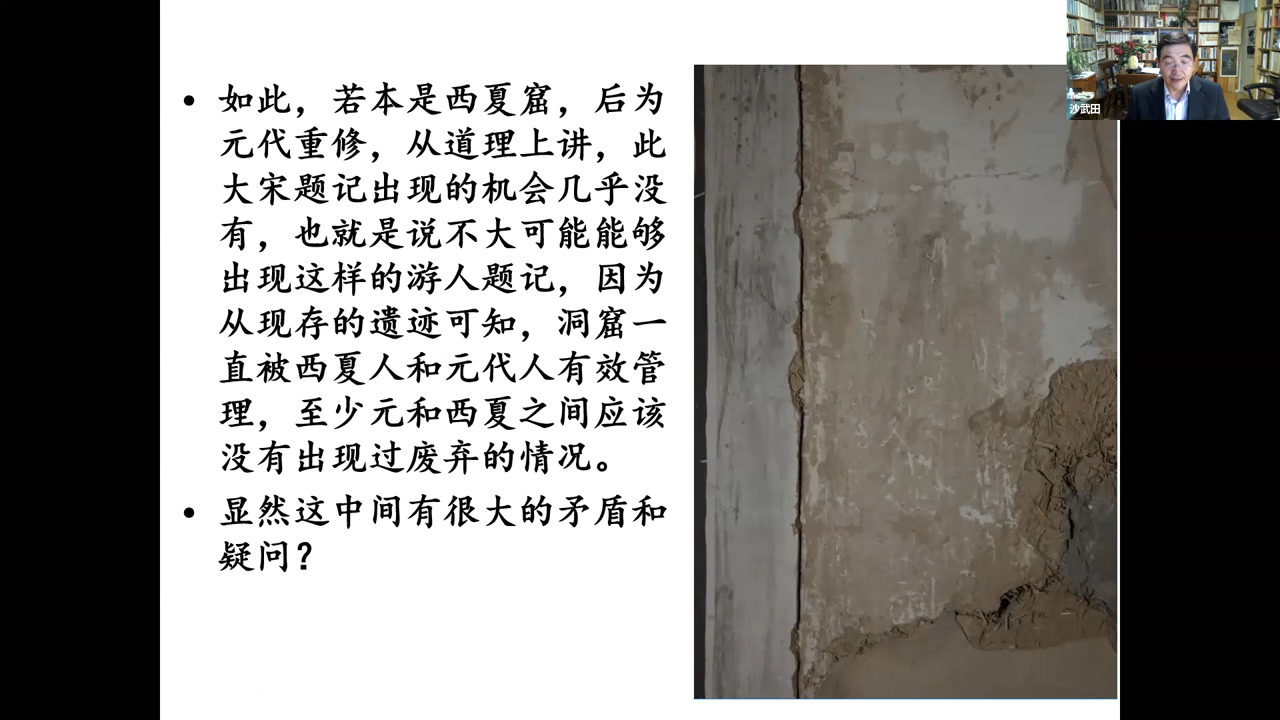 • 如此，若本是西夏窟，后为
元代重修，从道理上讲，此
大宋题记出现的机会几乎没
有，也就是说不大可能能够
出现这样的游人题记，因为
从现存的遗迹可知，洞窟一
直被西夏人和元代人有效管
理，至少元和西夏之间应该
没有出现过废弃的情况。
• 显然这中间有很大的矛盾和
疑问？
沙武田